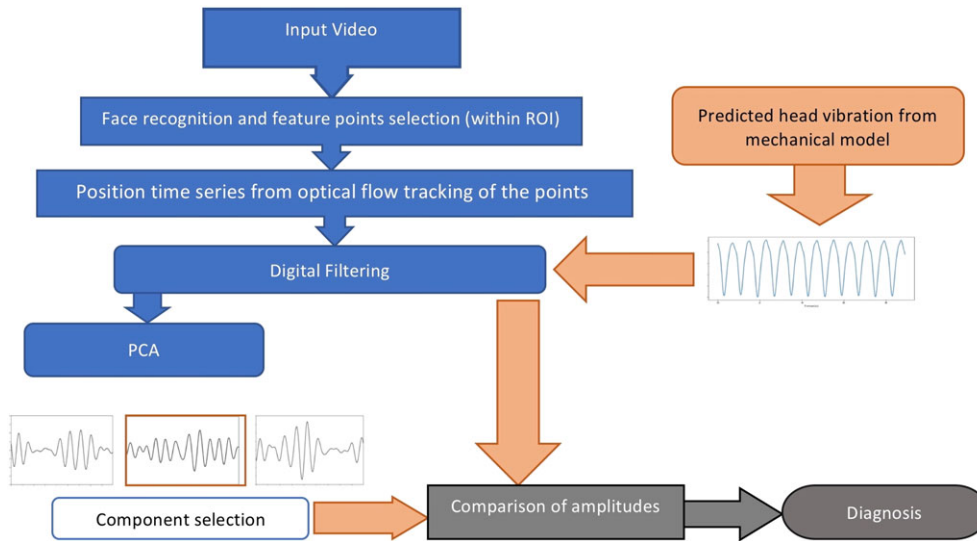 Input Video
Face recognition and feature points selection (within ROI)
Predicted head vibration from
mechanical model
Position time series from optical flow tracking of the points
Digital Filtering
PCA
Component selection
Comparison of amplitudes
Diagnosis